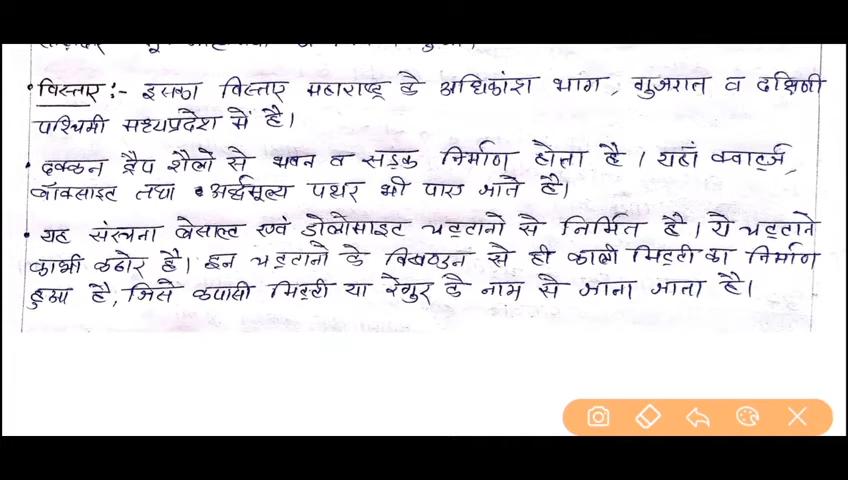 • विस्तार :- इसका विस्तार महाराष्ट्र के अधिकांश भाग, गुजरात व दक्षिणी
पश्चिमी मध्यप्रदेश में है।
• दक्कन ट्रैप शैलो से भवन व सड़क निर्माण होता है। यहाँ क्वार्ट्ज,
बॉक्साइट तथा अर्द्धमूल्य पत्थर भी पाए जाते है।
• यह संरचना बेसाल्ट एवं डोलोमाइट चट्टानो से निर्मित है। ये चट्टाने
काफी कठोर है। इन चट्टानो के विखण्डन से ही काली मिट्टी का निर्माण
हुआ है, जिसे कपासी मिट्टी या रेगुर के नाम से जाना जाता है।